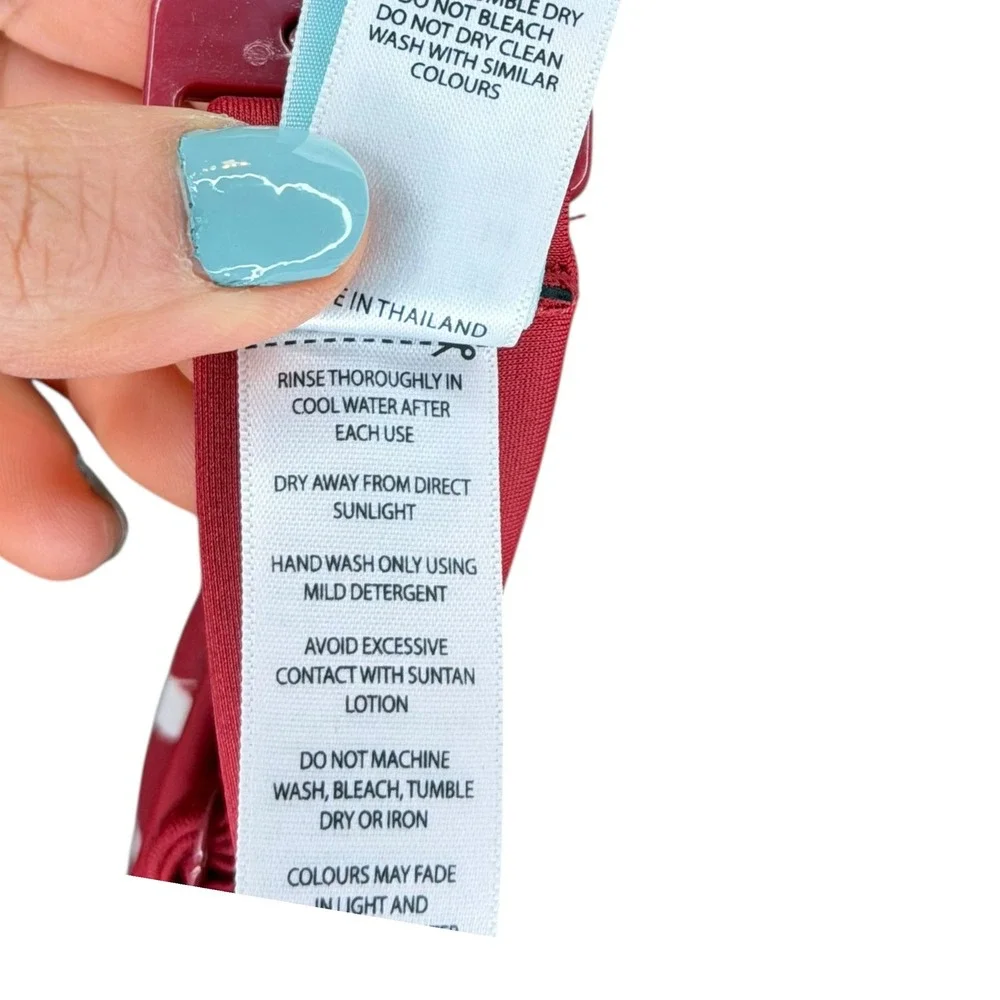 TUMBLE DRY
DO NOT BLEACH
DO NOT DRY CLEAN
WASH WITH SIMILAR
COLOURS
IN THAILAND
RINSE THOROUGHLY IN
COOL WATER AFTER
EACH USE
DRY AWAY FROM DIRECT
SUNLIGHT
HAND WASH ONLY USING
MILD DETERGENT
AVOID EXCESSIVE
CONTACT WITH SUNTAN
LOTION
DO NOT MACHINE
WASH, BLEACH, TUMBLE
DRY OR IRON
COLOURS MAY FADE
IN LIGHT AND